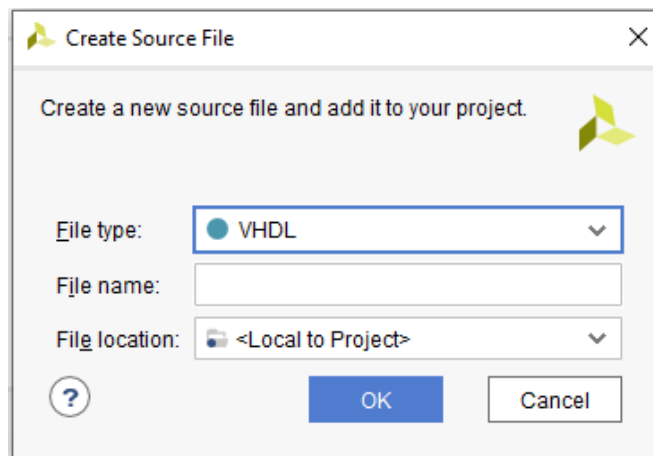 Create Source File
Create a new source file and add it to your project.
File type:
VHDL
File name:
File location:
<Local to Project>
?
OK
Cancel